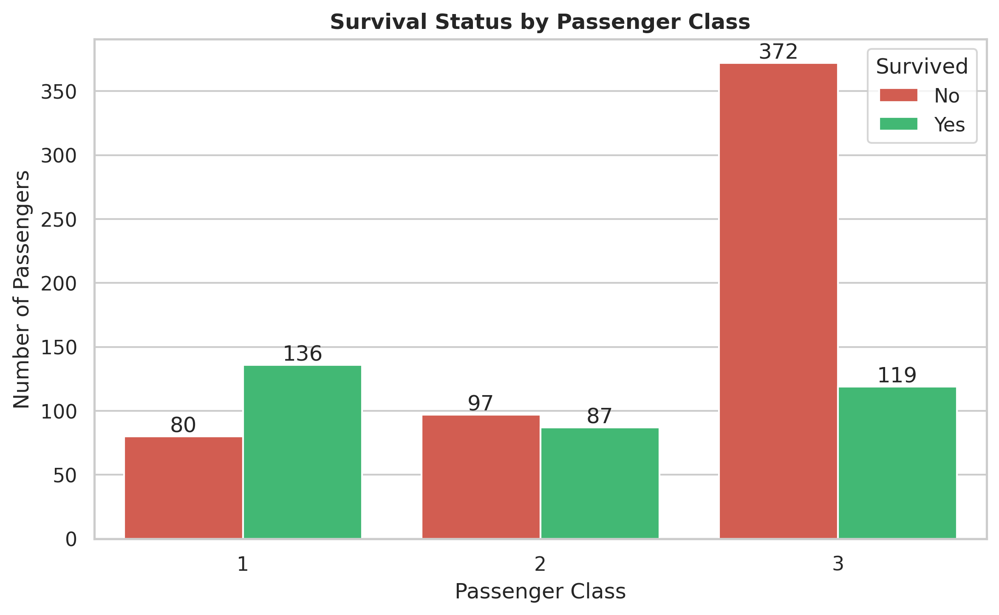 Survival Status by Passenger Class
Number of Passengers
350
300
250
200
150
100
50
0
80
136
97
87
372
119
Survived
No
Yes
1
2
3
Passenger Class